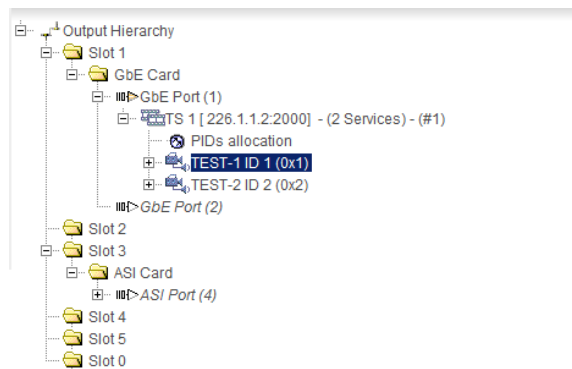 Output Hierarchy
Slot 1
GbE Card
GbE Port (1)
TS 1 [ 226.1.1.2:2000] - (2 Services) - (#1)
PIDs allocation
TEST-1 ID 1 (0x1)
TEST-2 ID 2 (0x2)
GbE Port (2)
Slot 2
Slot 3
ASI Card
ASI Port (4)
Slot 4
Slot 5
Slot 0